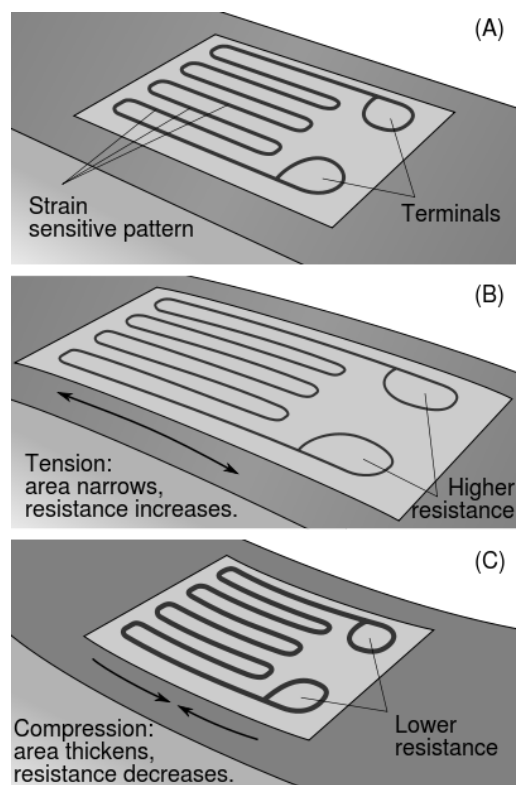 (A)
Strain
sensitive pattern
Terminals
(B)
Tension:
area narrows,
resistance increases.
Higher
resistance
(C)
Compression:
area thickens,
resistance decreases.
Lower
resistance